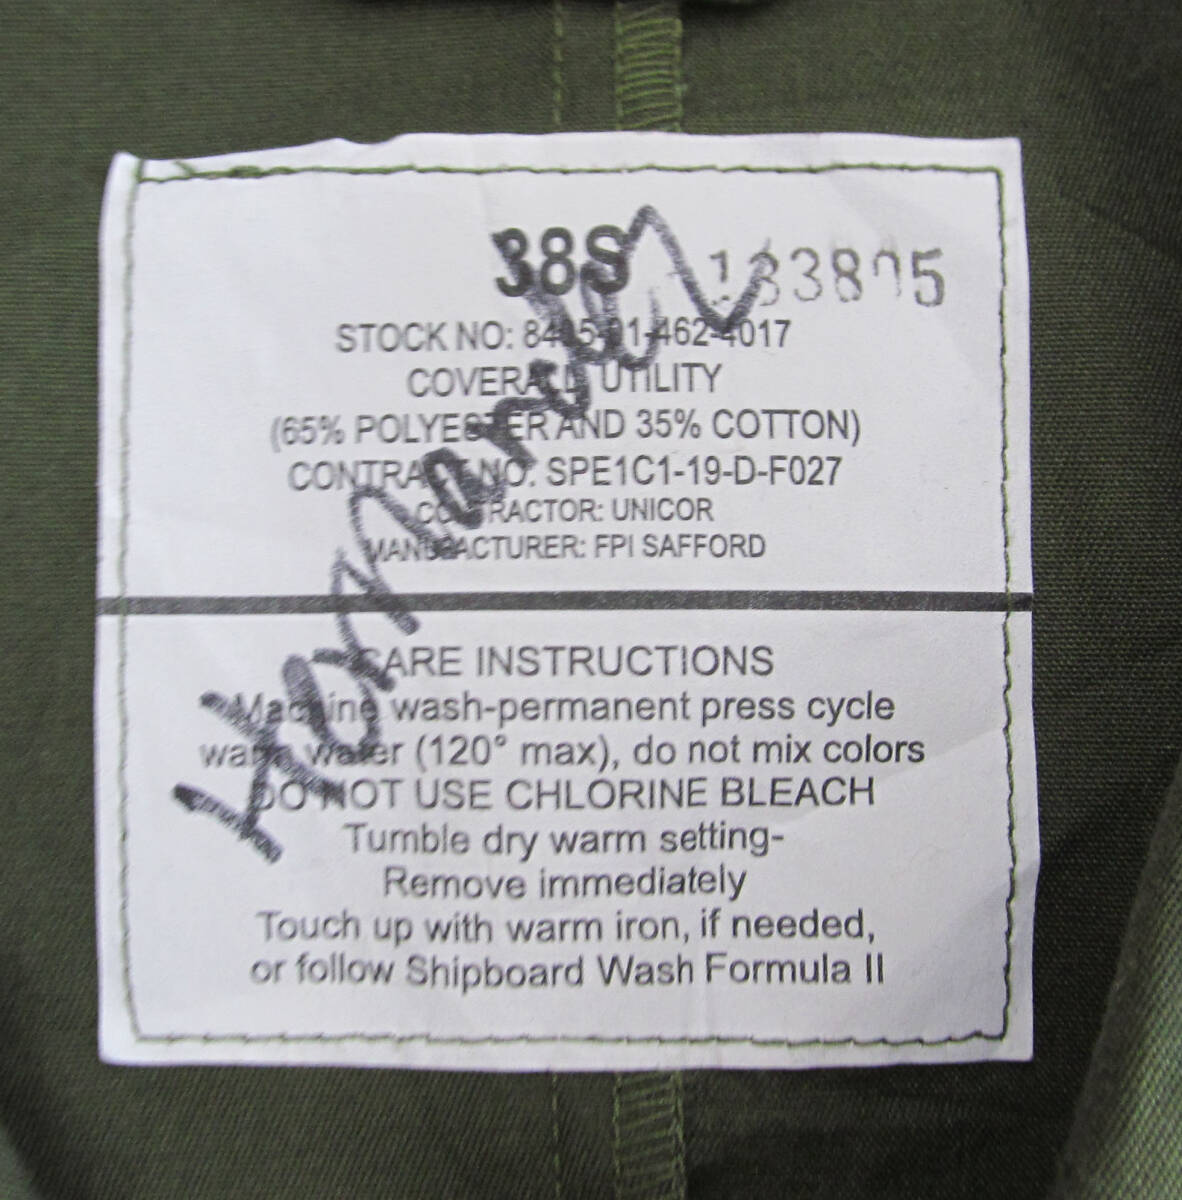 38S
STOCK NO: 8405-01-462-4017
COVERALL UTILITY
(65% POLYESTER AND 35% COTTON)
CONTRACT NO: SPE1C1-19-D-F027
CONTRACTOR: UNICOR
MANUFACTURER: FPI SAFFORD
CARE INSTRUCTIONS
Machine wash-permanent press cycle
warm water (120° max), do not mix colors
DO NOT USE CHLORINE BLEACH
Tumble dry warm setting-
Remove immediately
Touch up with warm iron, if needed,
or follow Shipboard Wash Formula II